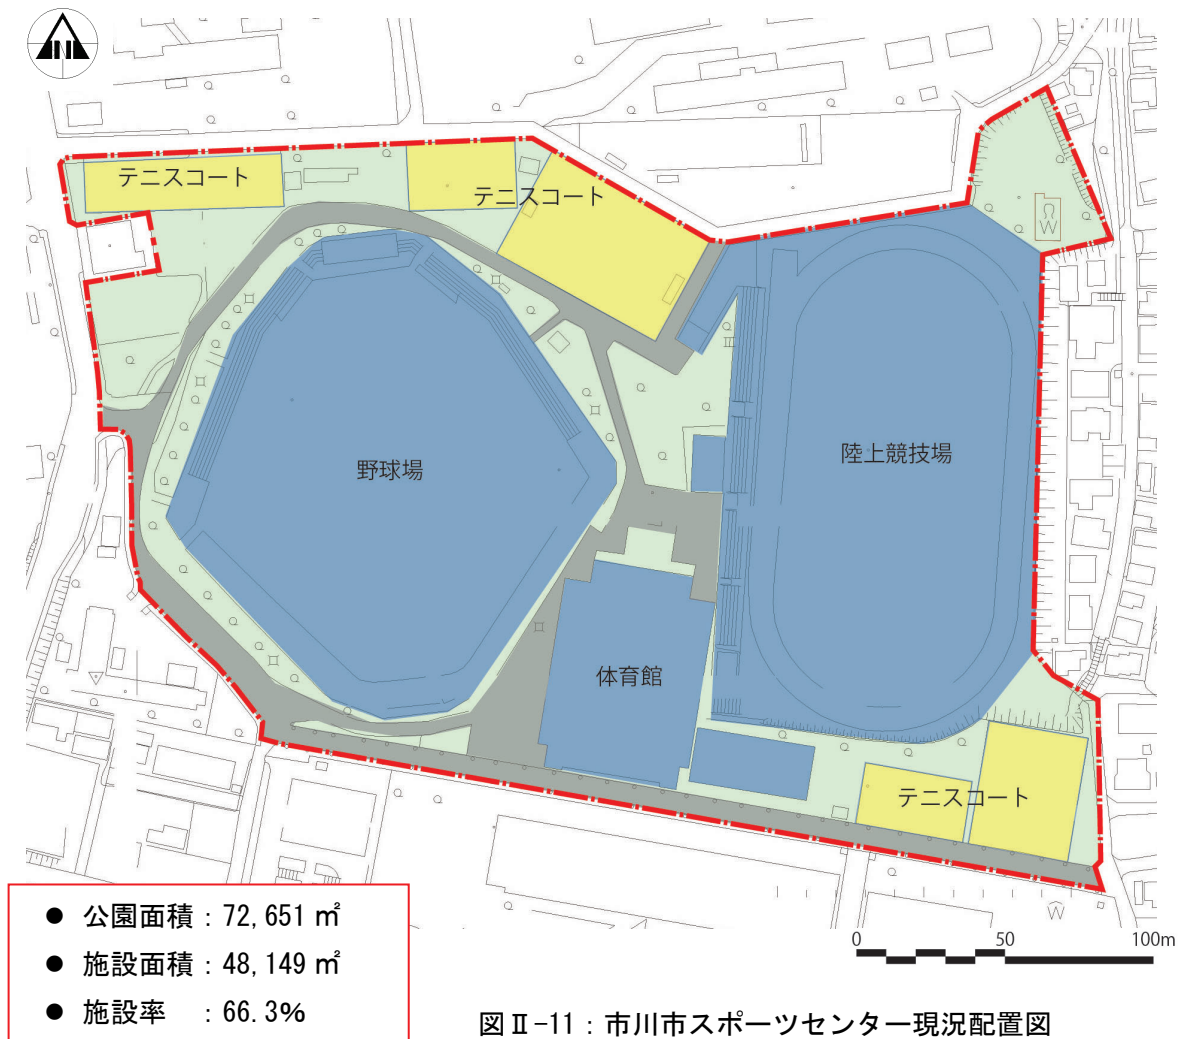 N
テニスコート
テニスコート
野球場
陸上競技場
体育館
テニスコート
0 50 100m
● 公園面積：72,651 ㎡
● 施設面積：48,149 ㎡
● 施設率 ：66.3%
図Ⅱ-11：市川市スポーツセンター現況配置図